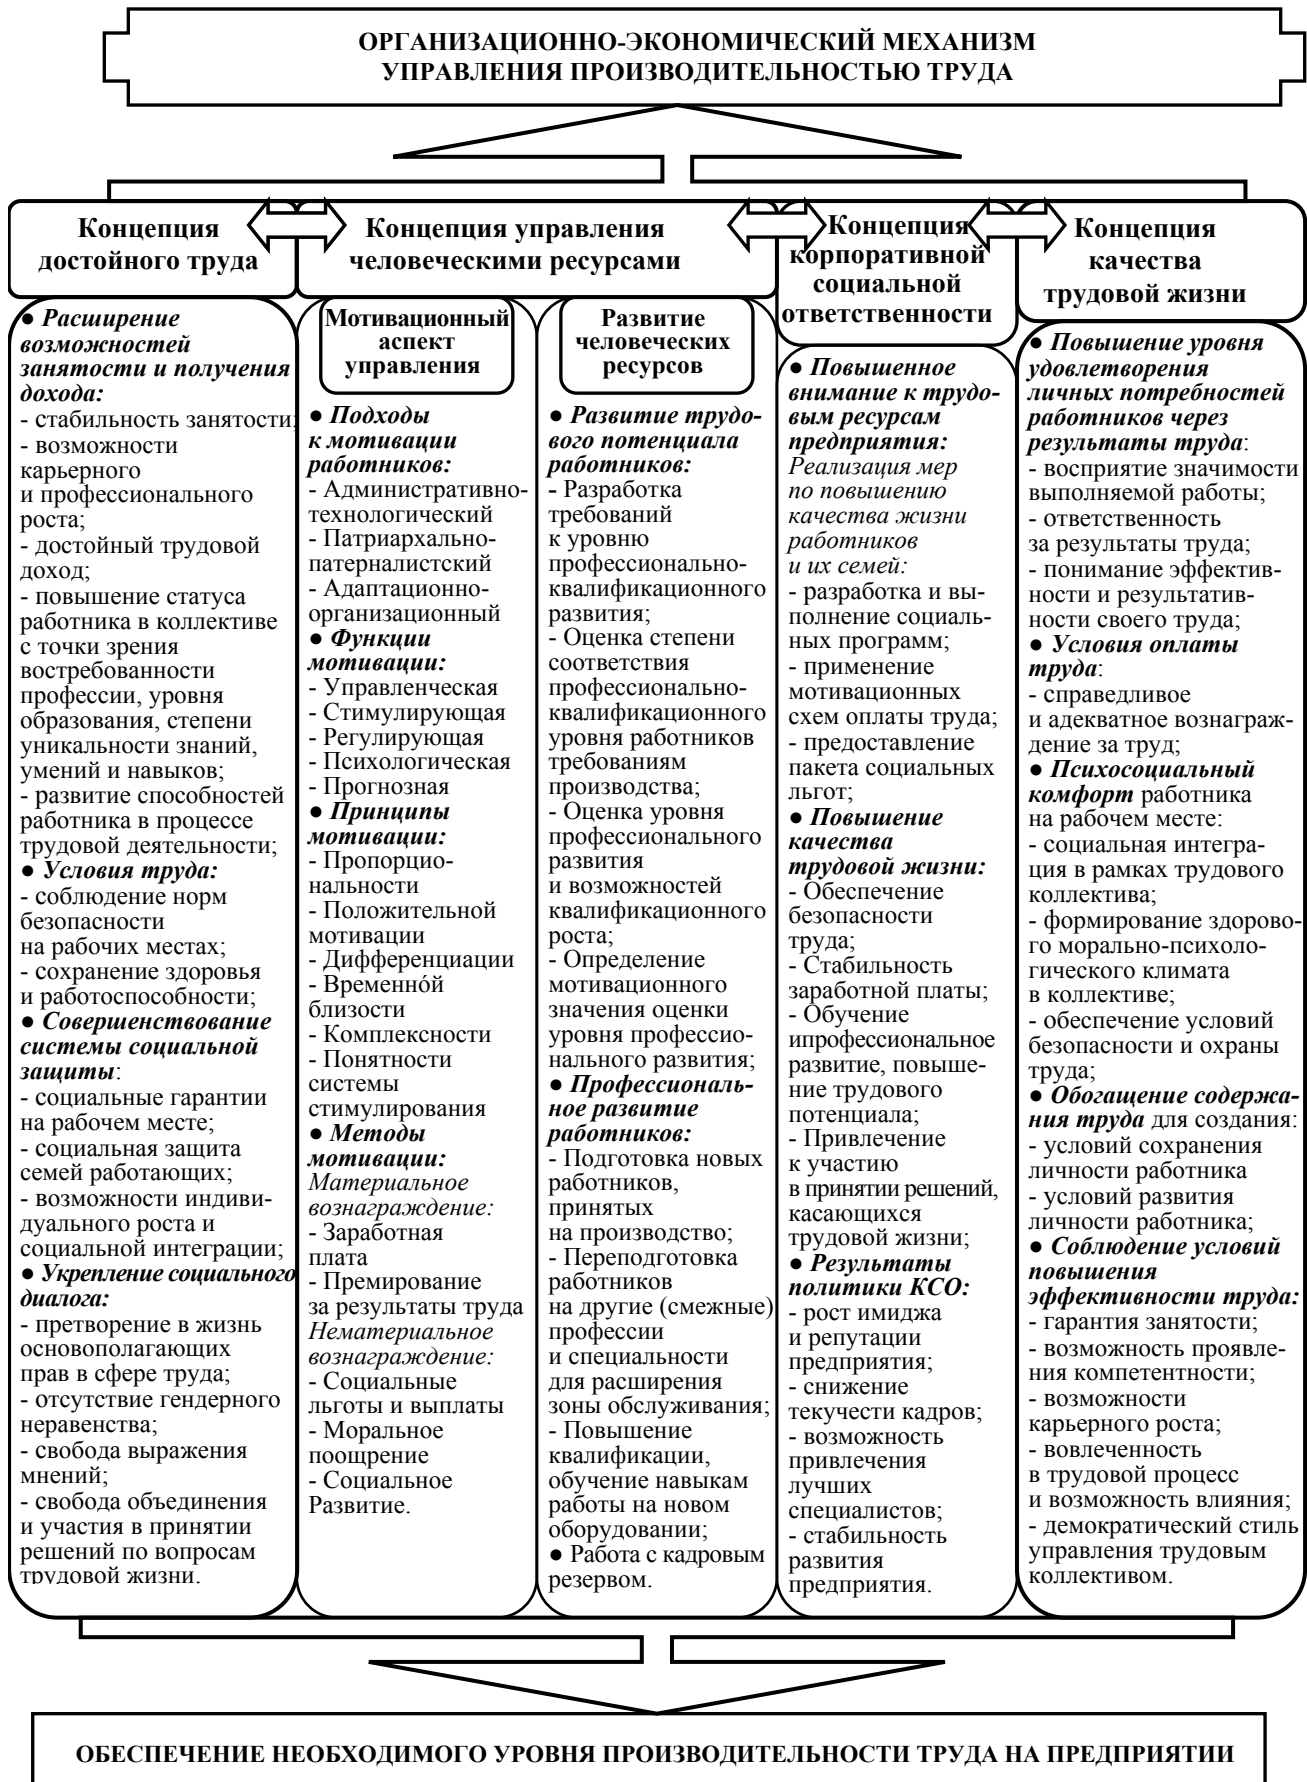 ОРГАНИЗАЦИОННО-ЭКОНОМИЧЕСКИЙ МЕХАНИЗМ
УПРАВЛЕНИЯ ПРОИЗВОДИТЕЛЬНОСТЬЮ ТРУДА
Концепция
достойного труда
● Расширение
возможностей
занятости и получения
дохода:
- стабильность занятости;
- возможности
карьерного
и профессионального
роста;
- достойный трудовой
доход;
- повышение статуса
работника в коллективе
с точки зрения
востребованности
профессии, уровня
образования, степени
уникальности знаний,
умений и навыков;
- развитие способностей
работника в процессе
трудовой деятельности;
● Условия труда:
- соблюдение норм
безопасности
на рабочих местах;
- сохранение здоровья
и работоспособности;
● Совершенствование
системы социальной
защиты:
- социальные гарантии
на рабочем месте;
- социальная защита
семей работающих;
- возможности индиви-
дуального роста и
социальной интеграции;
● Укрепление социального
диалога:
- претворение в жизнь
основополагающих
прав в сфере труда;
- отсутствие гендерного
неравенства;
- свобода выражения
мнений;
- свобода объединения
и участия в принятии
решений по вопросам
трудовой жизни.
Концепция управления
человеческими ресурсами
Мотивационный
аспект
управления
● Подходы
к мотивации
работников:
- Административно-
технологический
- Патриархально-
патерналистский
- Адаптационно-
организационный
● Функции
мотивации:
- Управленческая
- Стимулирующая
- Регулирующая
- Психологическая
- Прогнозная
● Принципы
мотивации:
- Пропорцио-
нальности
- Положительной
мотивации
- Дифференциации
- Временнóй
близости
- Комплексности
- Понятности
системы
стимулирования
● Методы
мотивации:
Материальное
вознаграждение:
- Заработная
плата
- Премирование
за результаты труда
Нематериальное
вознаграждение:
- Социальные
льготы и выплаты
- Моральное
поощрение
- Социальное
Развитие.
Развитие
человеческих
ресурсов
● Развитие трудо-
вого потенциала
работников:
- Разработка
требований
к уровню
профессионально-
квалификационного
развития;
- Оценка степени
соответствия
профессионально-
квалификационного
уровня работников
требованиям
производства;
- Оценка уровня
профессионального
развития
и возможностей
квалификационного
роста;
- Определение
мотивационного
значения оценки
уровня профессио-
нального развития;
● Профессиональ-
ное развитие
работников:
- Подготовка новых
работников,
принятых
на производство;
- Переподготовка
работников
на другие (смежные)
профессии
и специальности
для расширения
зоны обслуживания;
- Повышение
квалификации,
обучение навыкам
работы на новом
оборудовании;
● Работа с кадровым
резервом.
Концепция
корпоративной
социальной
ответственности
● Повышенное
внимание к трудо-
вым ресурсам
предприятия:
Реализация мер
по повышению
качества жизни
работников
и их семей:
- разработка и вы-
полнение социаль-
ных программ;
- применение
мотивационных
схем оплаты труда;
- предоставление
пакета социальных
льгот;
● Повышение
качества
трудовой жизни:
- Обеспечение
безопасности
труда;
- Стабильность
заработной платы;
- Обучение
ипрофессиональное
развитие, повыше-
ние трудового
потенциала;
- Привлечение
к участию
в принятии решений,
касающихся
трудовой жизни;
● Результаты
политики КСО:
- рост имиджа
и репутации
предприятия;
- снижение
текучести кадров;
- возможность
привлечения
лучших
специалистов;
- стабильность
развития
предприятия.
Концепция
качества
трудовой жизни
● Повышение уровня
удовлетворения
личных потребностей
работников через
результаты труда:
- восприятие значимости
выполняемой работы;
- ответственность
за результаты труда;
- понимание эффектив-
ности и результатив-
ности своего труда;
● Условия оплаты
труда:
- справедливое
и адекватное вознаграж-
дение за труд;
● Психосоциальный
комфорт работника
на рабочем месте:
- социальная интегра-
ция в рамках трудового
коллектива;
- формирование здорово-
го морально-психоло-
гического климата
в коллективе;
- обеспечение условий
безопасности и охраны
труда;
● Обогащение содержа-
ния труда для создания:
- условий сохранения
личности работника
- условий развития
личности работника;
● Соблюдение условий
повышения
эффективности труда:
- гарантия занятости;
- возможность проявле-
ния компетентности;
- возможности
карьерного роста;
- вовлеченность
в трудовой процесс
и возможность влияния;
- демократический стиль
управления трудовым
коллективом.
ОБЕСПЕЧЕНИЕ НЕОБХОДИМОГО УРОВНЯ ПРОИЗВОДИТЕЛЬНОСТИ ТРУДА НА ПРЕДПРИЯТИИ